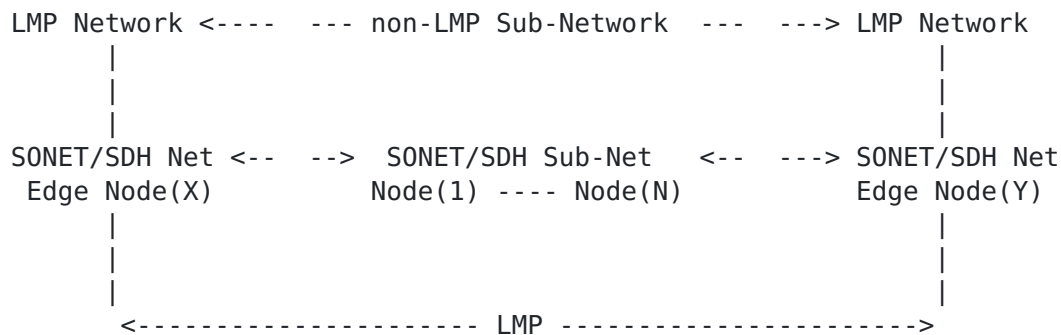 LMP Network <---- --- non-LMP Sub-Network --- ---> LMP Network
| |
| |
| |
SONET/SDH Net <-- --> SONET/SDH Sub-Net <-- ---> SONET/SDH Net
Edge Node(X) Node(1) ---- Node(N) Edge Node(Y)
| |
| |
| |
<---------------------- LMP ----------------------->